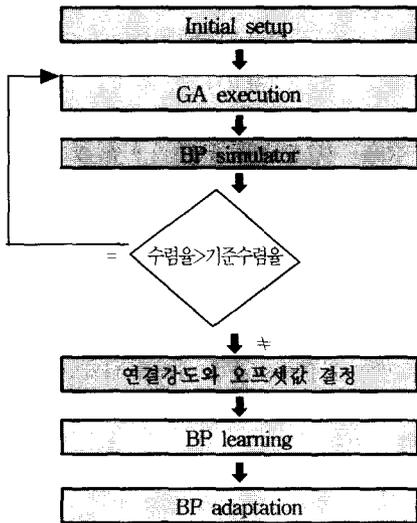 Initial setup
GA execution
BP simulator
수렴율>기준수렴율
=
≠
연결강도와 오프셋값 결정
BP learning
BP adaptation